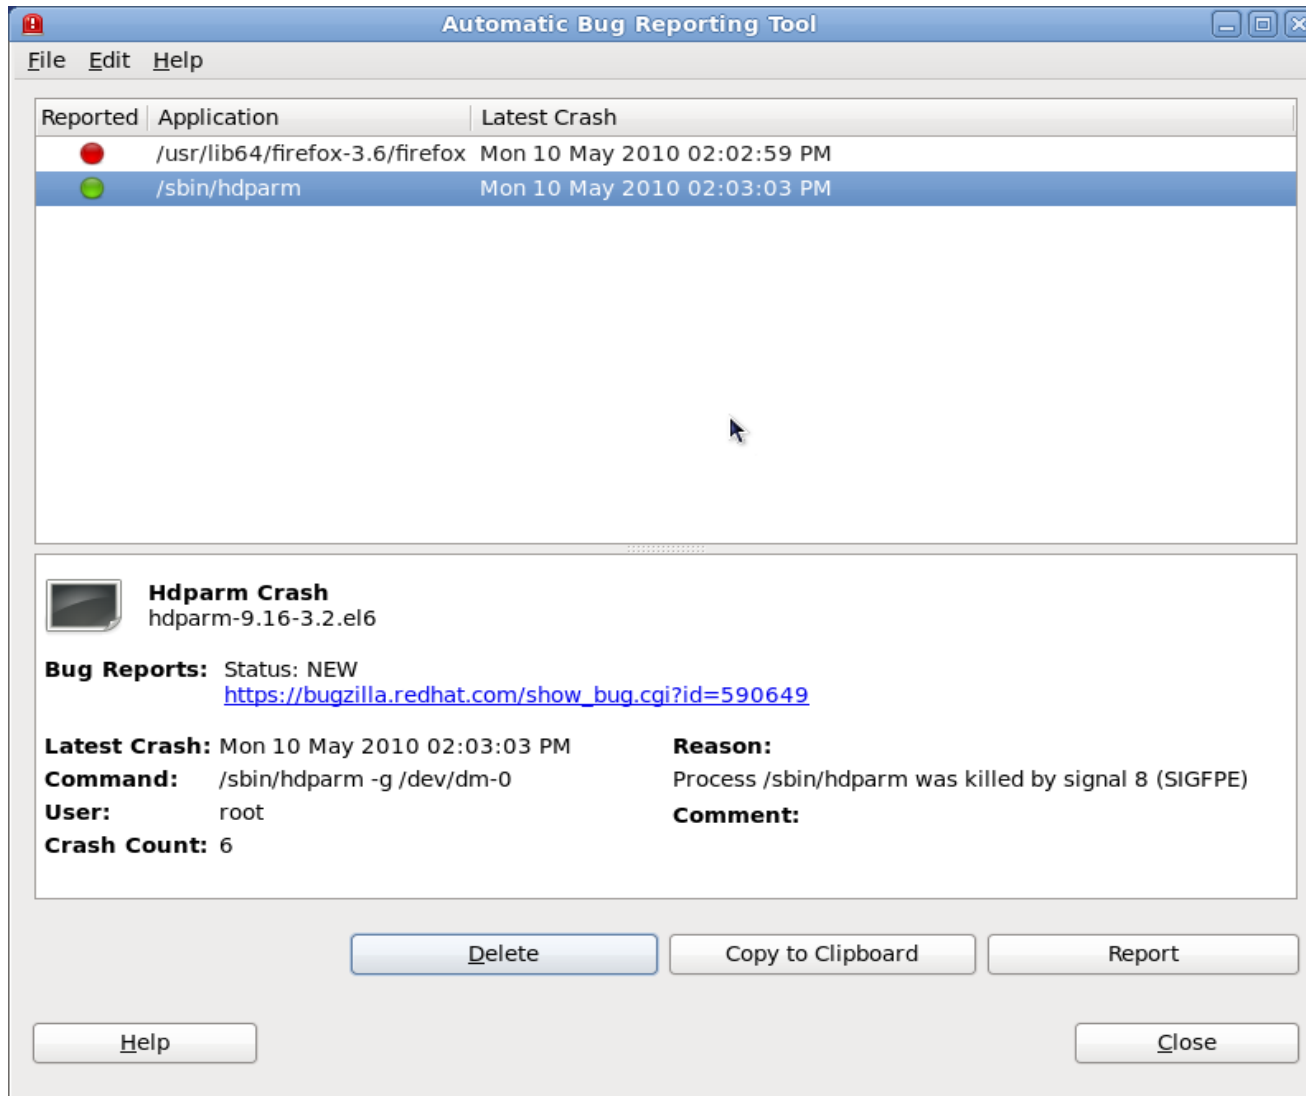 Automatic Bug Reporting Tool
File Edit Help
Reported Application Latest Crash
/usr/lib64/firefox-3.6/firefox Mon 10 May 2010 02:02:59 PM
/sbin/hdparm Mon 10 May 2010 02:03:03 PM
Hdparm Crash
hdparm-9.16-3.2.el6
Bug Reports: Status: NEW
https://bugzilla.redhat.com/show_bug.cgi?id=590649
Latest Crash: Mon 10 May 2010 02:03:03 PM
Command: /sbin/hdparm -g /dev/dm-0
User: root
Crash Count: 6
Reason:
Process /sbin/hdparm was killed by signal 8 (SIGFPE)
Comment:
Delete Copy to Clipboard Report
Help Close